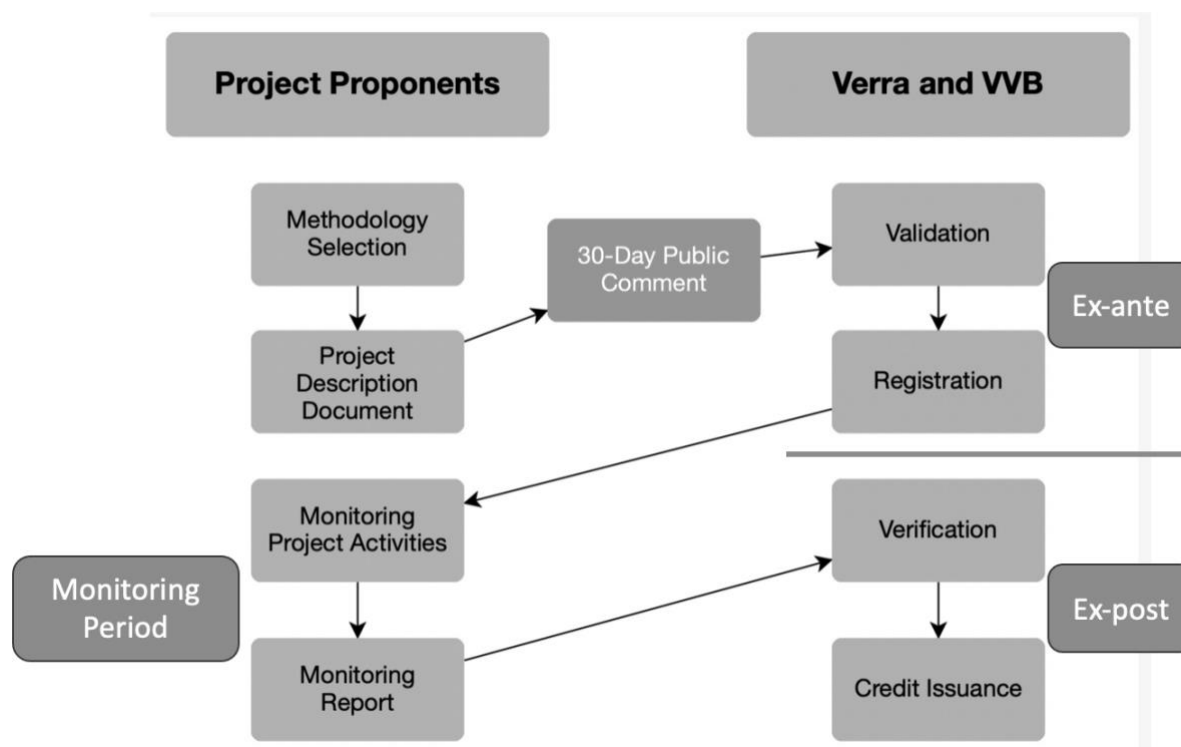 Project Proponents
Verra and VVB
Methodology
Selection
30-Day Public
Comment
Validation
Ex-ante
Project
Description
Document
Registration
Monitoring
Project Activities
Verification
Monitoring
Period
Ex-post
Monitoring
Report
Credit Issuance